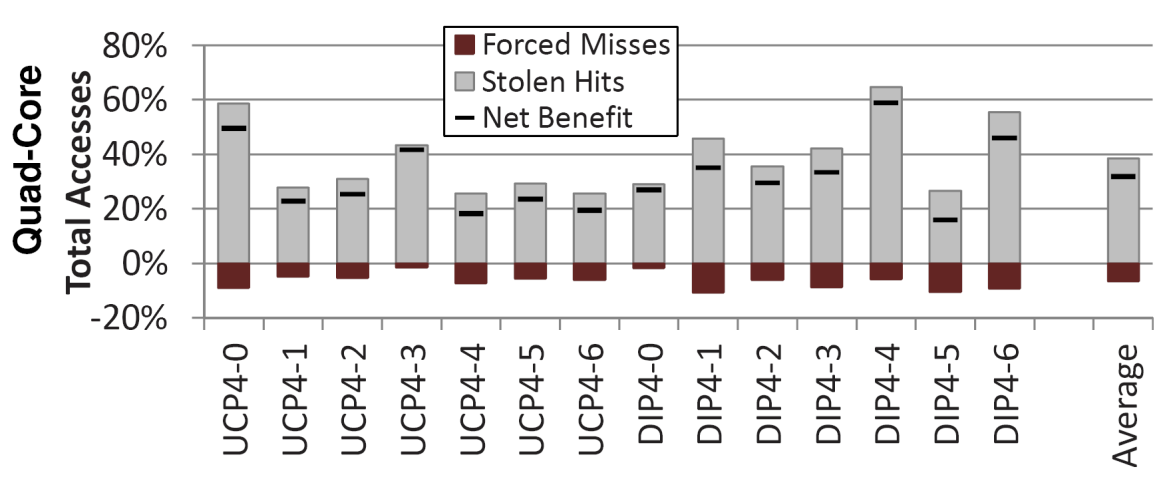 Quad-Core
Total Accesses
80%
60%
40%
20%
0%
-20%
Forced Misses
Stolen Hits
Net Benefit
UCP4-0
UCP4-1
UCP4-2
UCP4-3
UCP4-4
UCP4-5
UCP4-6
DIP4-0
DIP4-1
DIP4-2
DIP4-3
DIP4-4
DIP4-5
DIP4-6
Average